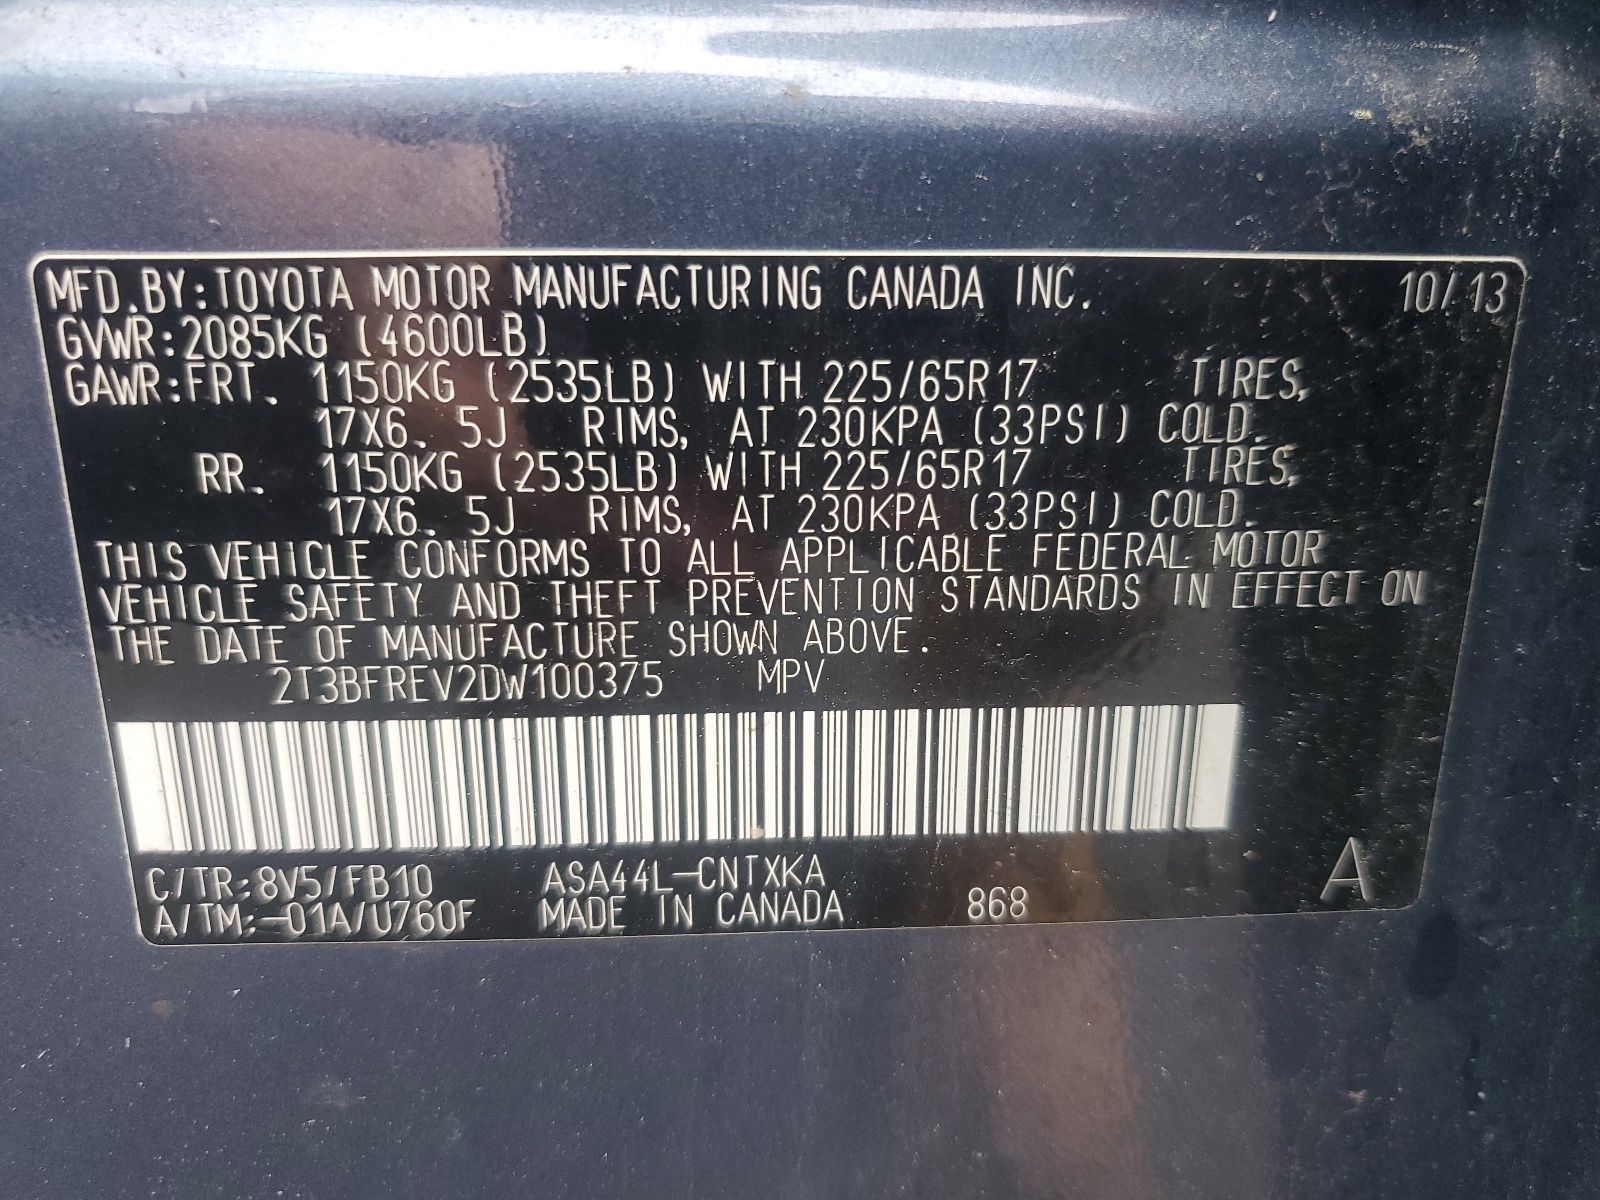 MFD.BY:TOYOTA MOTOR MANUFACTURING CANADA INC. 10/13
GVWR:2085KG (4600LB)
GAWR:FRT. 1150KG (2535LB) WITH 225/65R17 TIRES,
17X6. 5J RIMS, AT 230KPA (33PSI) COLD.
RR. 1150KG (2535LB) WITH 225/65R17 TIRES,
17X6. 5J RIMS, AT 230KPA (33PSI) COLD.
THIS VEHICLE CONFORMS TO ALL APPLICABLE FEDERAL MOTOR
VEHICLE SAFETY AND THEFT PREVENTION STANDARDS IN EFFECT ON
THE DATE OF MANUFACTURE SHOWN ABOVE.
2T3BFREV2DW100375 MPV
C/TR:8V5/FB10 ASA44L-CNTXKA
A/TM:-01A/U760F MADE IN CANADA 868 A